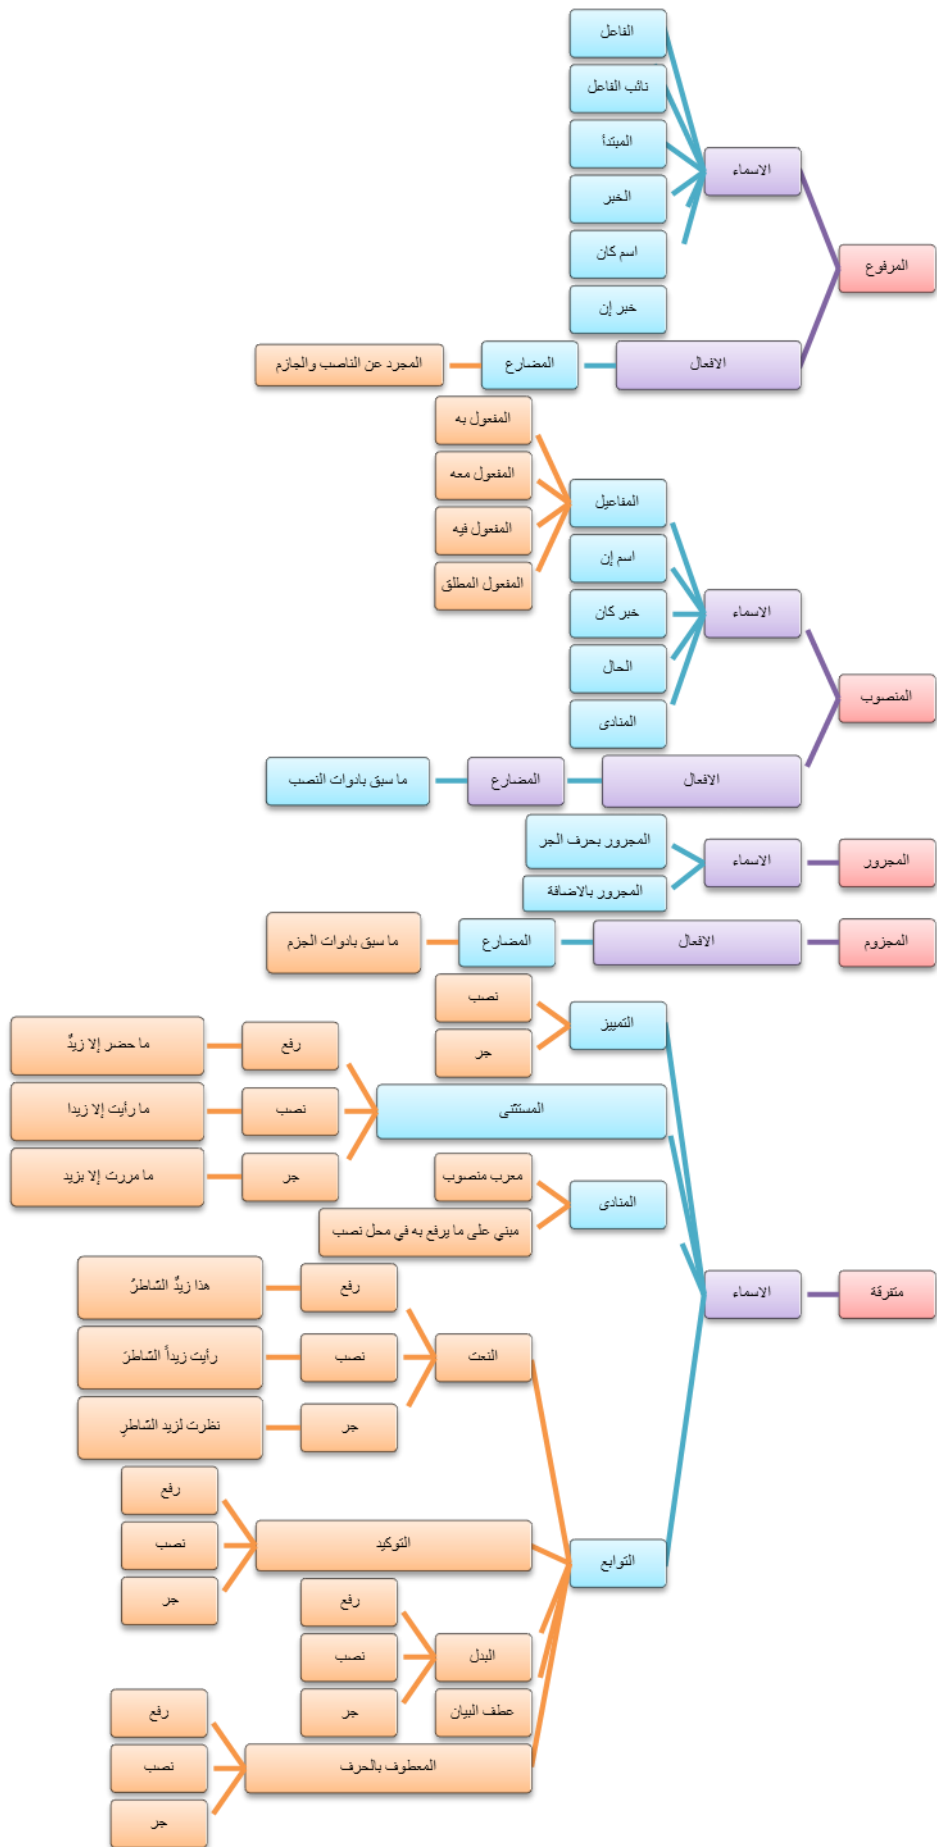 المرفوع
الاسماء
الفاعل
نائب الفاعل
المبتدأ
الخبر
اسم كان
خبر إن
الافعال
المضارع
المجرد عن الناصب والجازم
المنصوب
الاسماء
المفاعيل
المفعول به
المفعول معه
المفعول فيه
المفعول المطلق
اسم إن
خبر كان
الحال
المنادى
الافعال
المضارع
ما سبق بادوات النصب
المجرور
الاسماء
المجرور بحرف الجر
المجرور بالاضافة
المجزوم
الافعال
المضارع
ما سبق بادوات الجزم
متفرقة
الاسماء
التمييز
نصب
جر
المستثنى
رفع
ما حضر إلا زيدٌ
نصب
ما رأيت إلا زيدا
جر
ما مررت إلا بزيد
المنادى
معرب منصوب
مبني على ما يرفع به في محل نصب
التوابع
النعت
رفع
هذا زيدٌ الشاطرُ
نصب
رأيت زيداً الشاطرَ
جر
نظرت لزيد الشاطرِ
التوكيد
رفع
نصب
جر
البدل
رفع
نصب
جر
عطف البيان
المعطوف بالحرف
رفع
نصب
جر